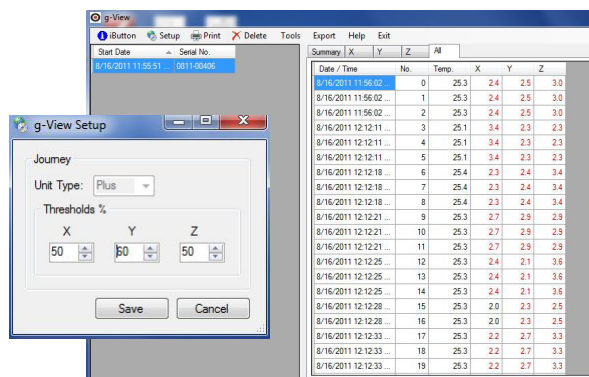 g-View
iButton Setup Print Delete Tools Export Help Exit
Start Date Serial No.
8/16/2011 11:55:51 ... 0811-00406
Summary X Y Z All
Date / Time No. Temp. X Y Z
8/16/2011 11:56:02 ... 0 25.3 2.4 2.5 3.0
8/16/2011 11:56:02 ... 1 25.3 2.4 2.5 3.0
8/16/2011 11:56:02 ... 2 25.3 2.4 2.5 3.0
8/16/2011 12:12:11 ... 3 25.1 3.4 2.3 2.3
8/16/2011 12:12:11 ... 4 25.1 3.4 2.3 2.3
8/16/2011 12:12:11 ... 5 25.1 3.4 2.3 2.3
8/16/2011 12:12:18 ... 6 25.4 2.3 2.4 3.4
8/16/2011 12:12:18 ... 7 25.4 2.3 2.4 3.4
8/16/2011 12:12:18 ... 8 25.4 2.3 2.4 3.4
8/16/2011 12:12:21 ... 9 25.3 2.7 2.9 2.9
8/16/2011 12:12:21 ... 10 25.3 2.7 2.9 2.9
8/16/2011 12:12:21 ... 11 25.3 2.7 2.9 2.9
8/16/2011 12:12:25 ... 12 25.3 2.4 2.1 3.6
8/16/2011 12:12:25 ... 13 25.3 2.4 2.1 3.6
8/16/2011 12:12:25 ... 14 25.3 2.4 2.1 3.6
8/16/2011 12:12:28 ... 15 25.3 2.0 2.3 2.5
8/16/2011 12:12:28 ... 16 25.3 2.0 2.3 2.5
8/16/2011 12:12:33 ... 17 25.3 2.2 2.7 3.3
8/16/2011 12:12:33 ... 18 25.3 2.2 2.7 3.3
8/16/2011 12:12:33 ... 19 25.3 2.2 2.7 3.3
g-View Setup
Journey
Unit Type: Plus
Thresholds %
X Y Z
50 60 50
Save Cancel